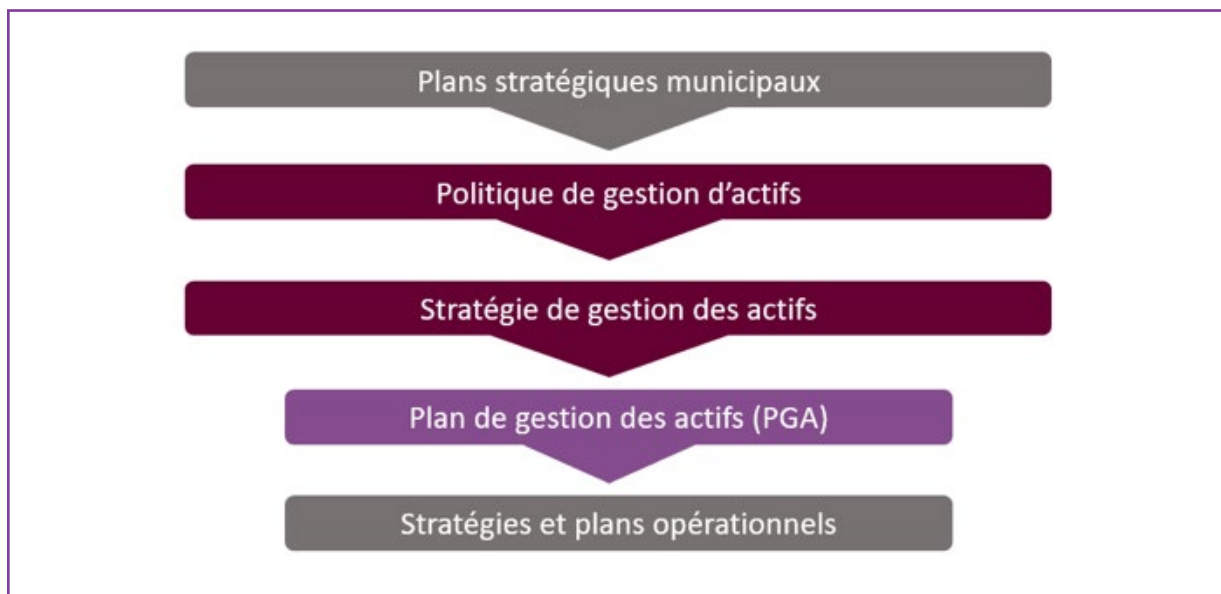 Plans stratégiques municipaux
Politique de gestion d’actifs
Stratégie de gestion des actifs
Plan de gestion des actifs (PGA)
Stratégies et plans opérationnels